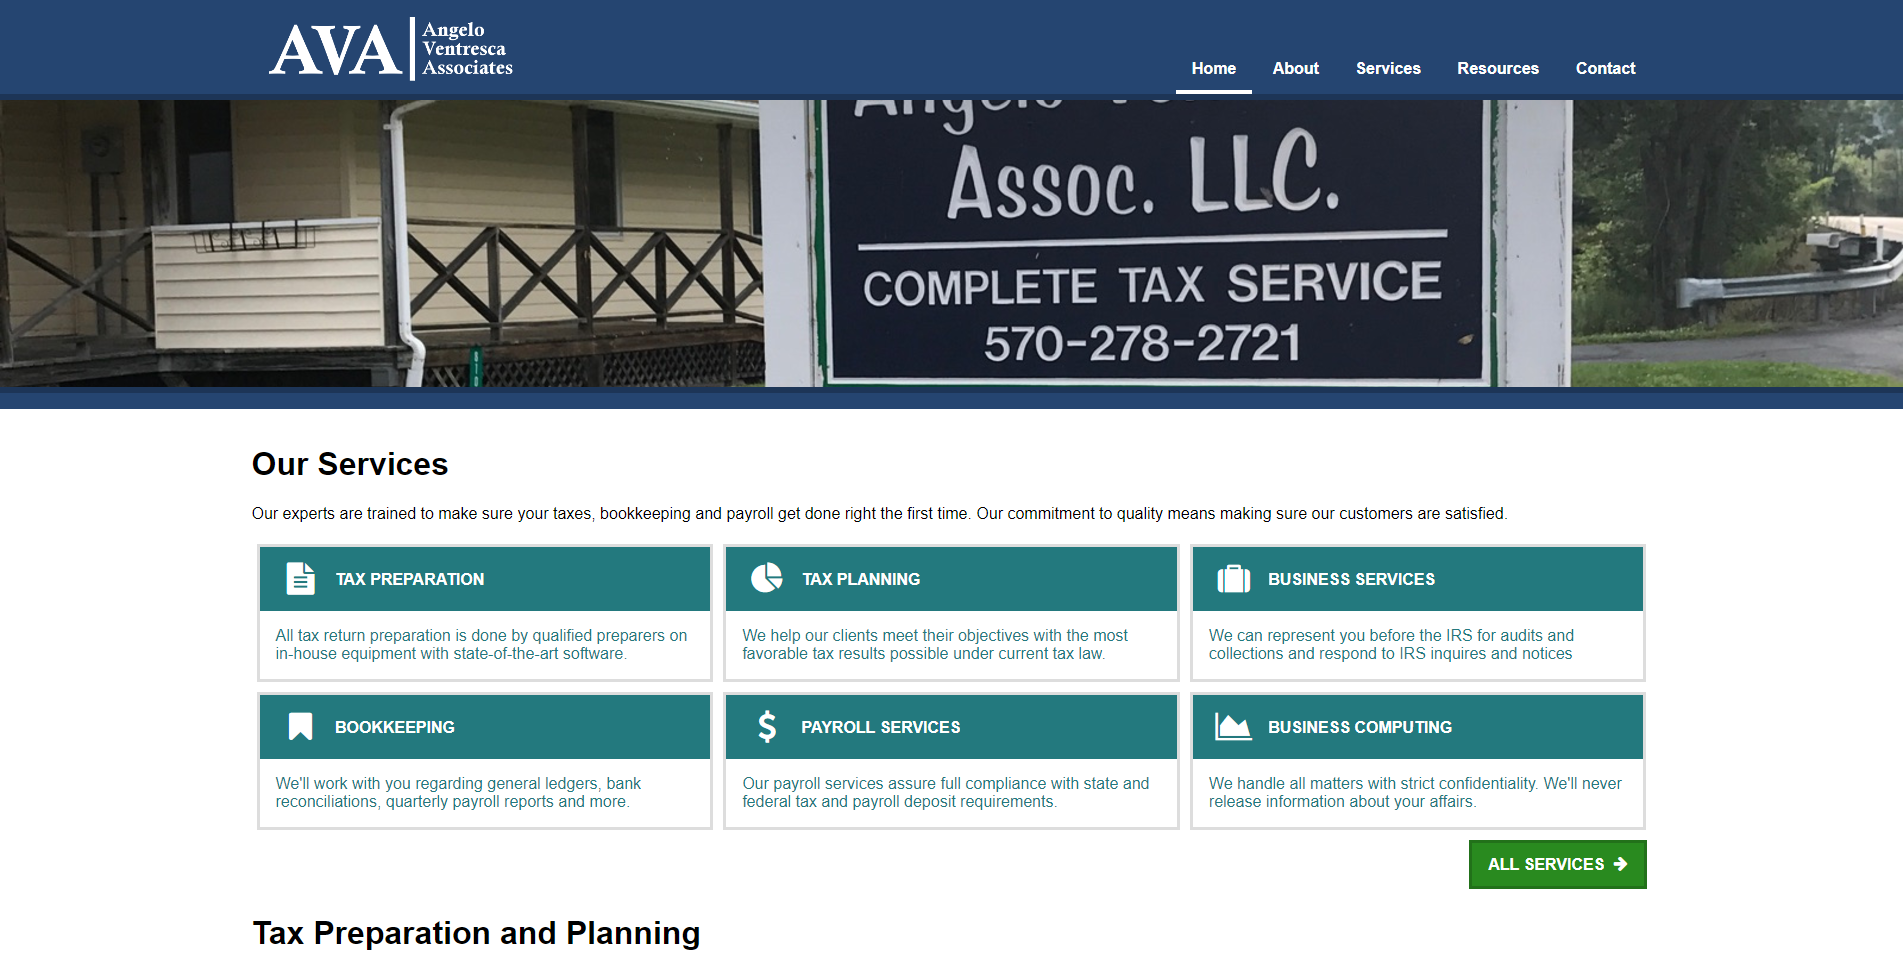 AVA
Angelo
Ventresca
Associates
Home
About
Services
Resources
Contact
Angelo
Assoc. LLC.
COMPLETE TAX SERVICE
570-278-2721
Our Services
Our experts are trained to make sure your taxes, bookkeeping and payroll get done right the first time. Our commitment to quality means making sure our customers are satisfied.
TAX PREPARATION
All tax return preparation is done by qualified preparers on
in-house equipment with state-of-the-art software.
TAX PLANNING
We help our clients meet their objectives with the most
favorable tax results possible under current tax law.
BUSINESS SERVICES
We can represent you before the IRS for audits and
collections and respond to IRS inquires and notices
BOOKKEEPING
We'll work with you regarding general ledgers, bank
reconciliations, quarterly payroll reports and more.
PAYROLL SERVICES
Our payroll services assure full compliance with state and
federal tax and payroll deposit requirements.
BUSINESS COMPUTING
We handle all matters with strict confidentiality. We'll never
release information about your affairs.
ALL SERVICES
Tax Preparation and Planning